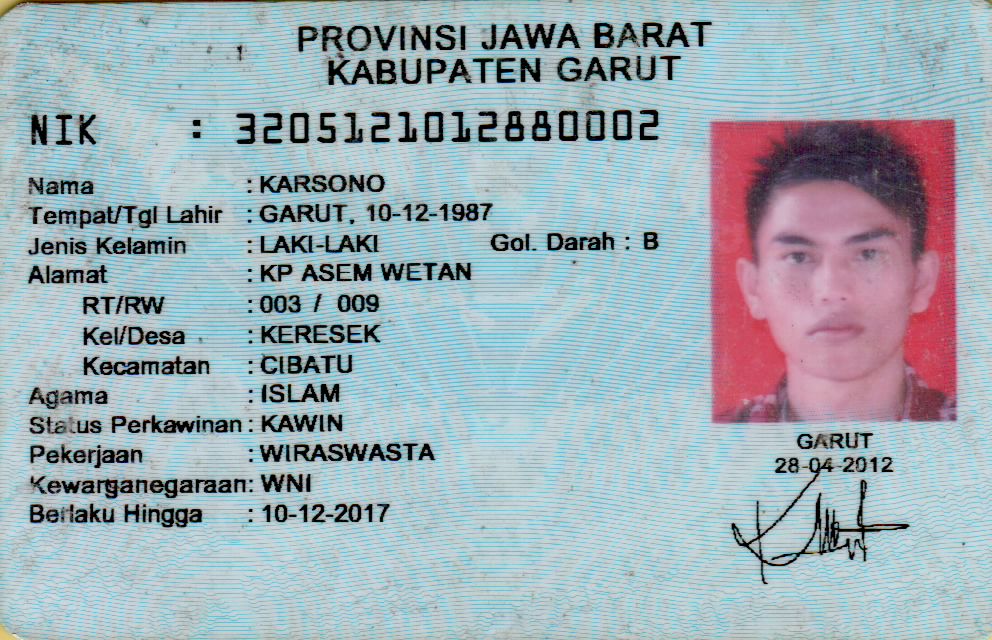 PROVINSI JAWA BARAT
KABUPATEN GARUT
NIK : 3205121012880002
Nama : KARSONO
Tempat/Tgl Lahir : GARUT, 10-12-1987
Jenis Kelamin : LAKI-LAKI Gol. Darah : B
Alamat : KP ASEM WETAN
RT/RW : 003 / 009
Kel/Desa : KERESEK
Kecamatan : CIBATU
Agama : ISLAM
Status Perkawinan : KAWIN
Pekerjaan : WIRASWASTA
Kewarganegaraan : WNI
Berlaku Hingga : 10-12-2017
GARUT
28-04-2012